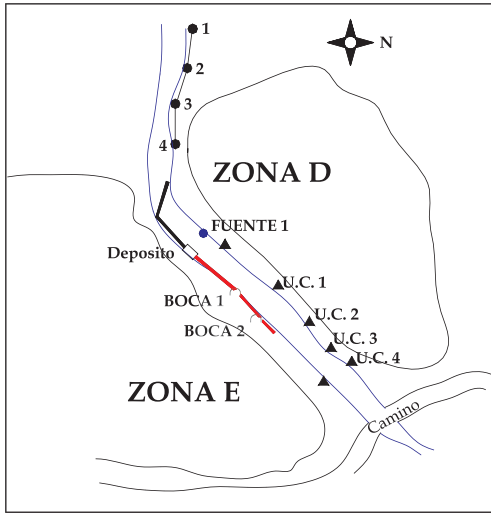 1
N
2
3
4
ZONA D
FUENTE 1
Deposito
U.C. 1
BOCA 1
U.C. 2
BOCA 2
U.C. 3
U.C. 4
ZONA E
Camino